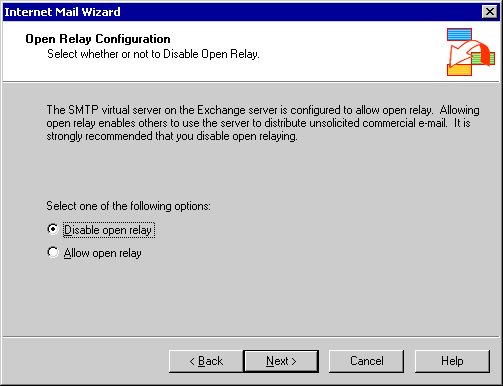 Internet Mail Wizard
Open Relay Configuration
Select whether or not to Disable Open Relay.
The SMTP virtual server on the Exchange server is configured to allow open relay. Allowing
open relay enables others to use the server to distribute unsolicited commercial e-mail. It is
strongly recommended that you disable open relaying.
Select one of the following options:
Disable open relay
Allow open relay
< Back Next > Cancel Help